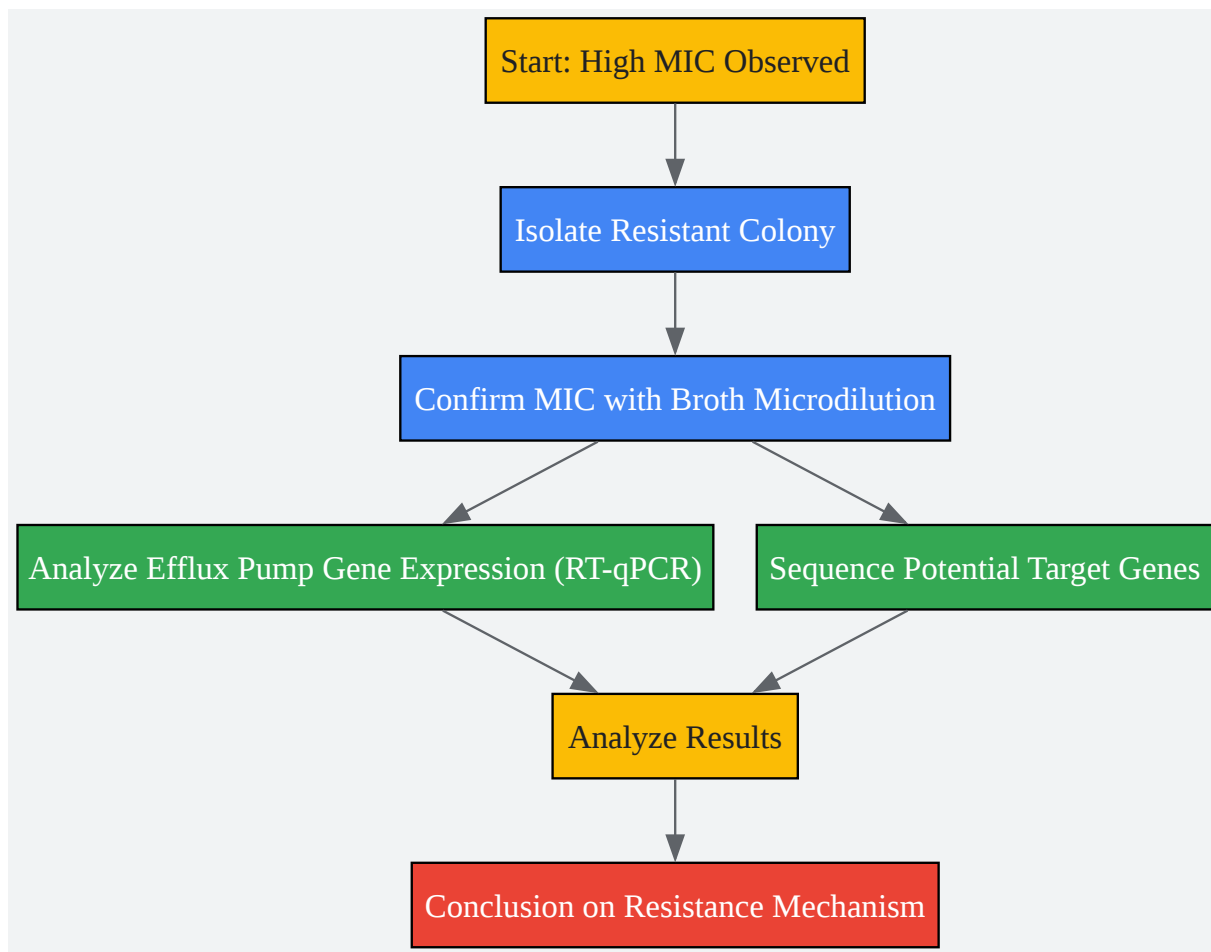 Start: High MIC Observed
Isolate Resistant Colony
Confirm MIC with Broth Microdilution
Analyze Efflux Pump Gene Expression (RT-qPCR)
Sequence Potential Target Genes
Analyze Results
Conclusion on Resistance Mechanism